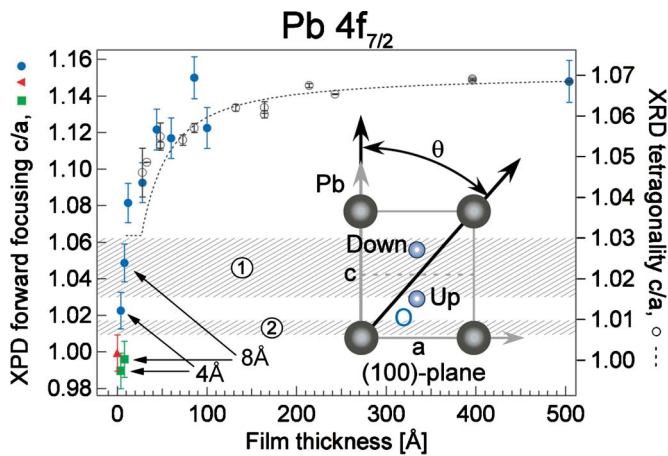 Pb 4f7/2
XPD forward focusing c/a,
1.16
1.14
1.12
1.10
1.08
1.06
1.04
1.02
1.00
0.98
0
100
200
300
400
500
Film thickness [Å]
1.07
1.06
1.05
1.04
1.03
1.02
1.01
1.00
XRD tetragonality c/a,
①
②
8Å
4Å
θ
Pb
Down
c
Up
O
a
(100)-plane